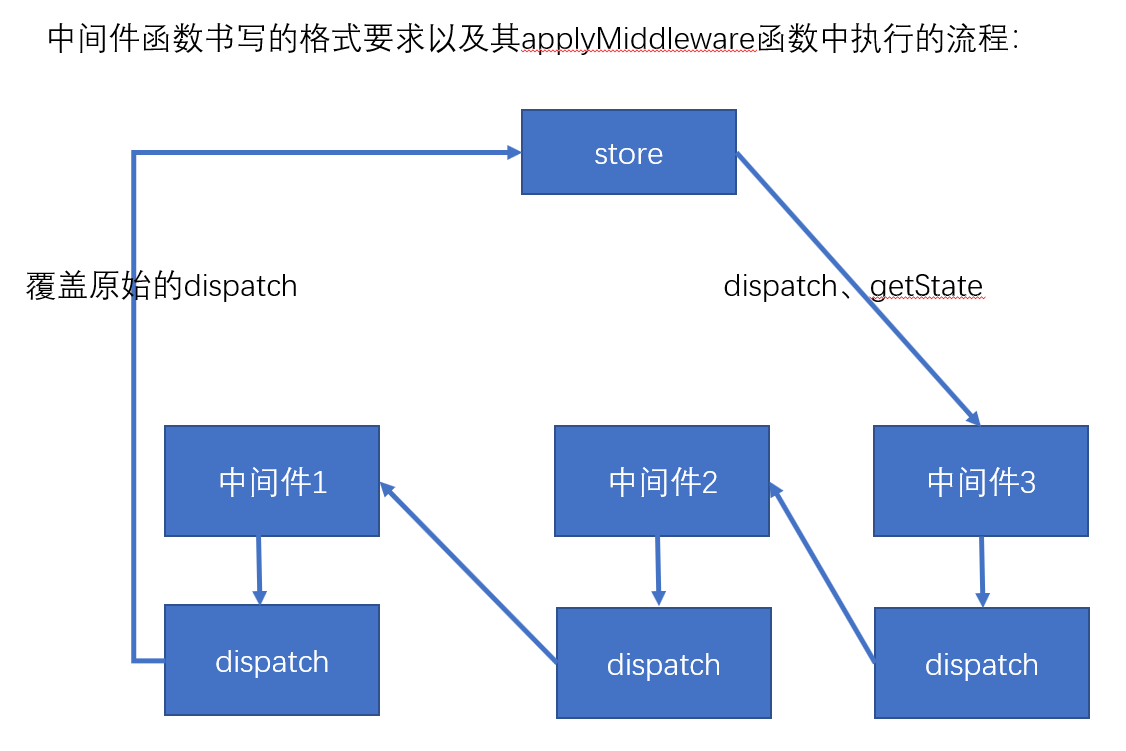 中间件函数书写的格式要求以及其applyMiddleware函数中执行的流程：
store
覆盖原始的dispatch
dispatch、getState
中间件1
中间件2
中间件3
dispatch
dispatch
dispatch